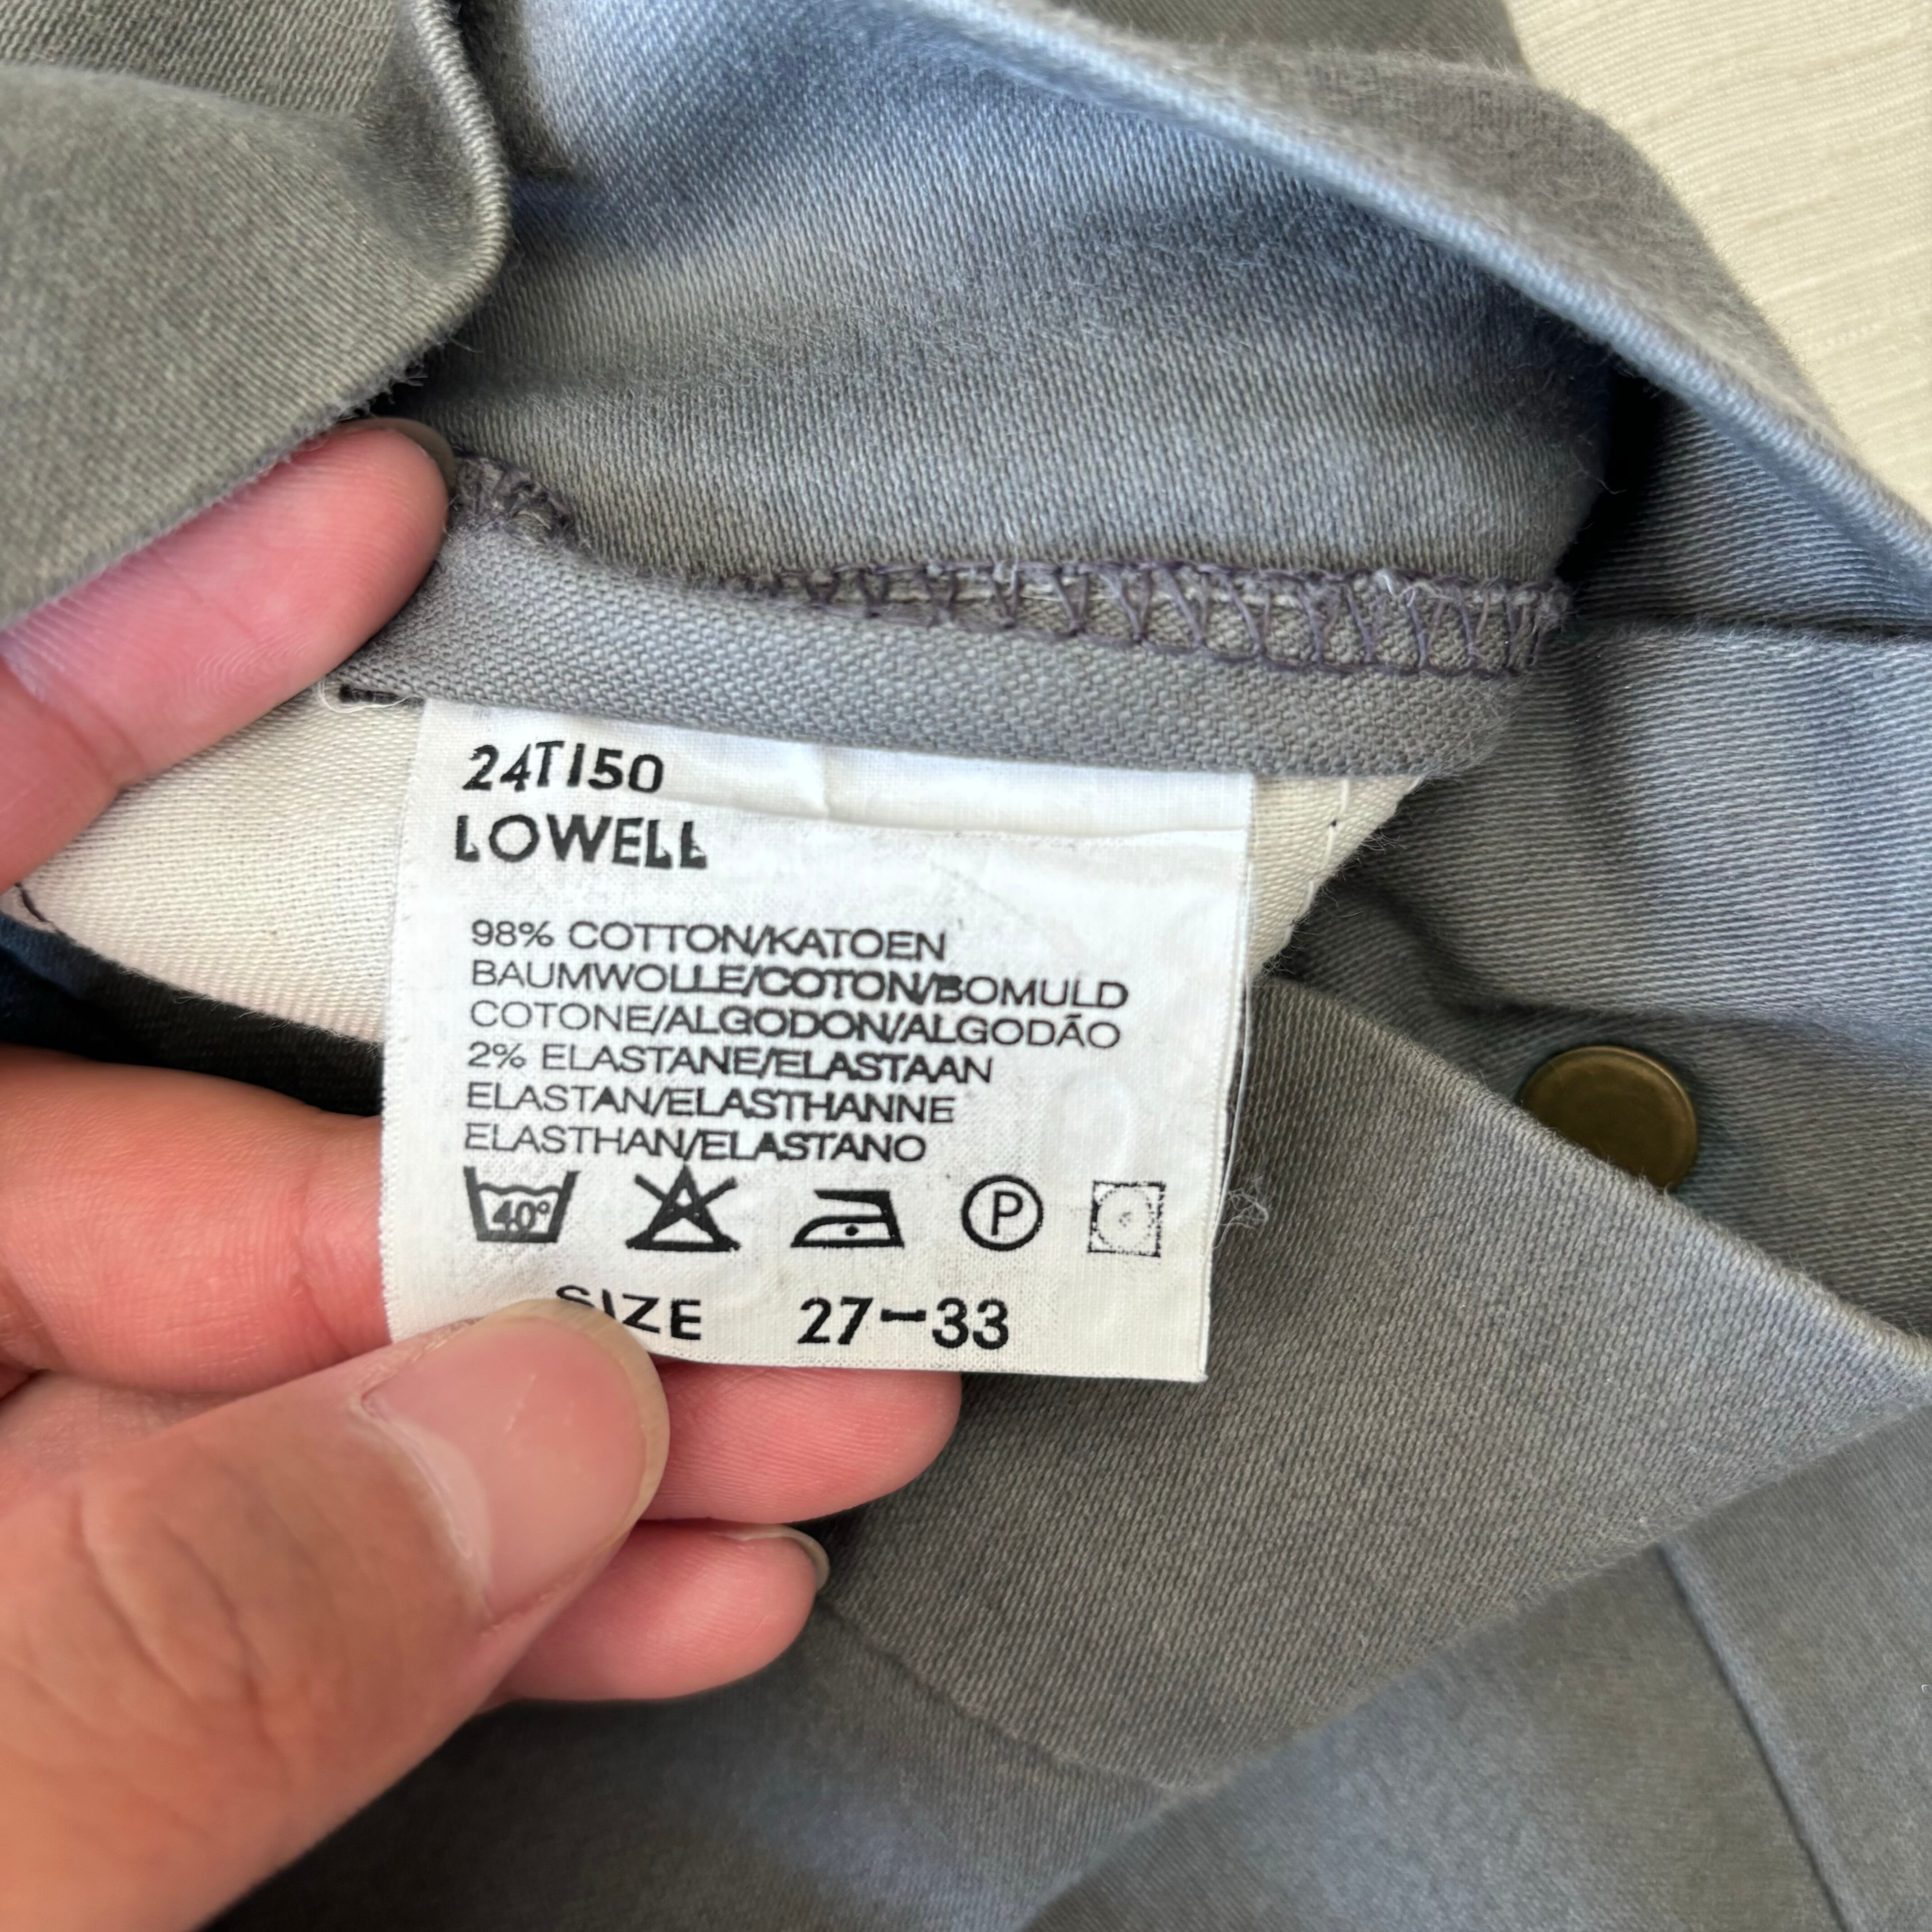 24T150
LOWELL
98% COTTON/KATOEN
BAUMWOLLE/COTON/BOMULD
COTONE/ALGODON/ALGODÃO
2% ELASTANE/ELASTAAN
ELASTAN/ELASTHANNE
ELASTHAN/ELASTANO
40° P
SIZE 27-33